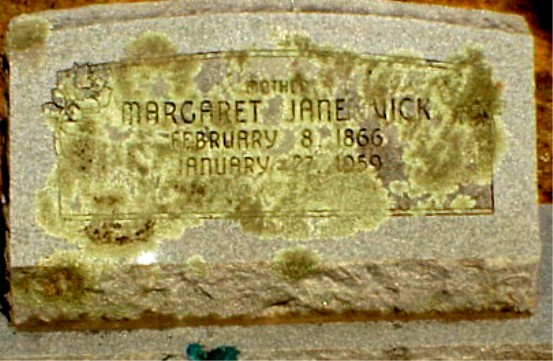 MOTHER
MARGARET JANE VICK
FEBRUARY 8, 1866
JANUARY 27, 1959